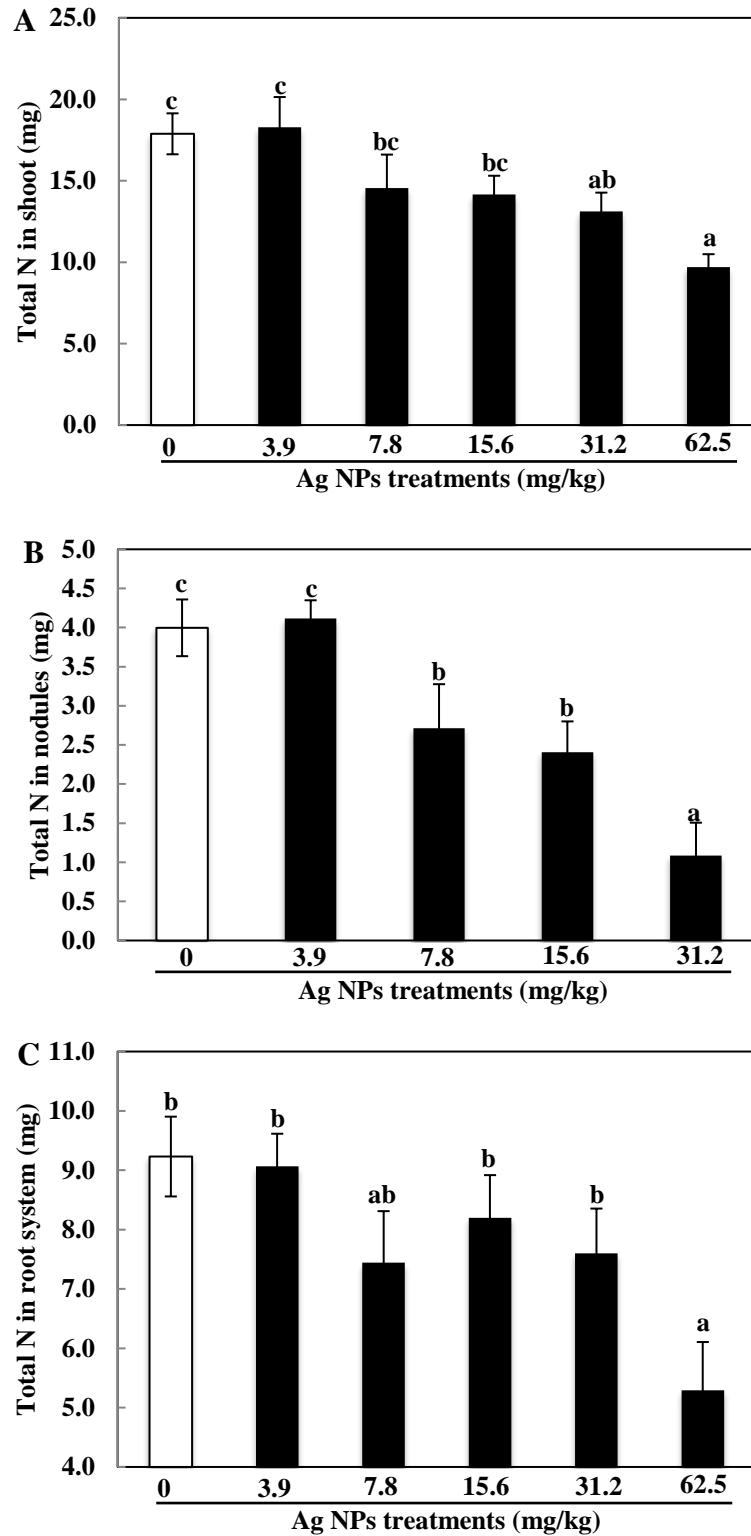 A
Total N in shoot (mg)
25.0
20.0
15.0
10.0
5.0
0.0
c
c
bc
bc
ab
a
0 3.9 7.8 15.6 31.2 62.5
Ag NPs treatments (mg/kg)
B
Total N in nodules (mg)
5.0
4.5
4.0
3.5
3.0
2.5
2.0
1.5
1.0
0.5
0.0
c
c
b
b
a
0 3.9 7.8 15.6 31.2
Ag NPs treatments (mg/kg)
C
Total N in root system (mg)
11.0
10.0
9.0
8.0
7.0
6.0
5.0
4.0
b
b
ab
b
b
a
0 3.9 7.8 15.6 31.2 62.5
Ag NPs treatments (mg/kg)